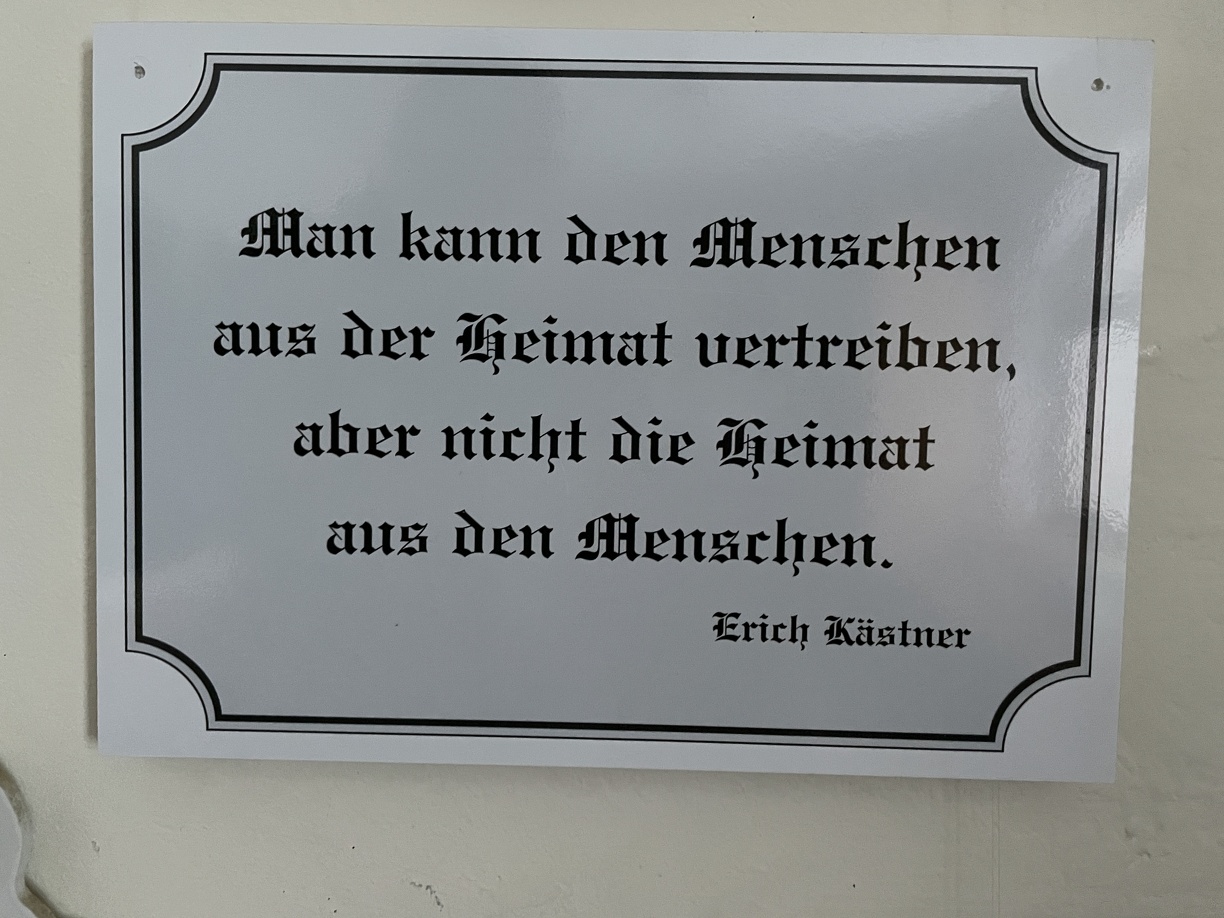 Man kann den Menschen
aus der Heimat vertreiben,
aber nicht die Heimat
aus den Menschen.
Erich Kästner